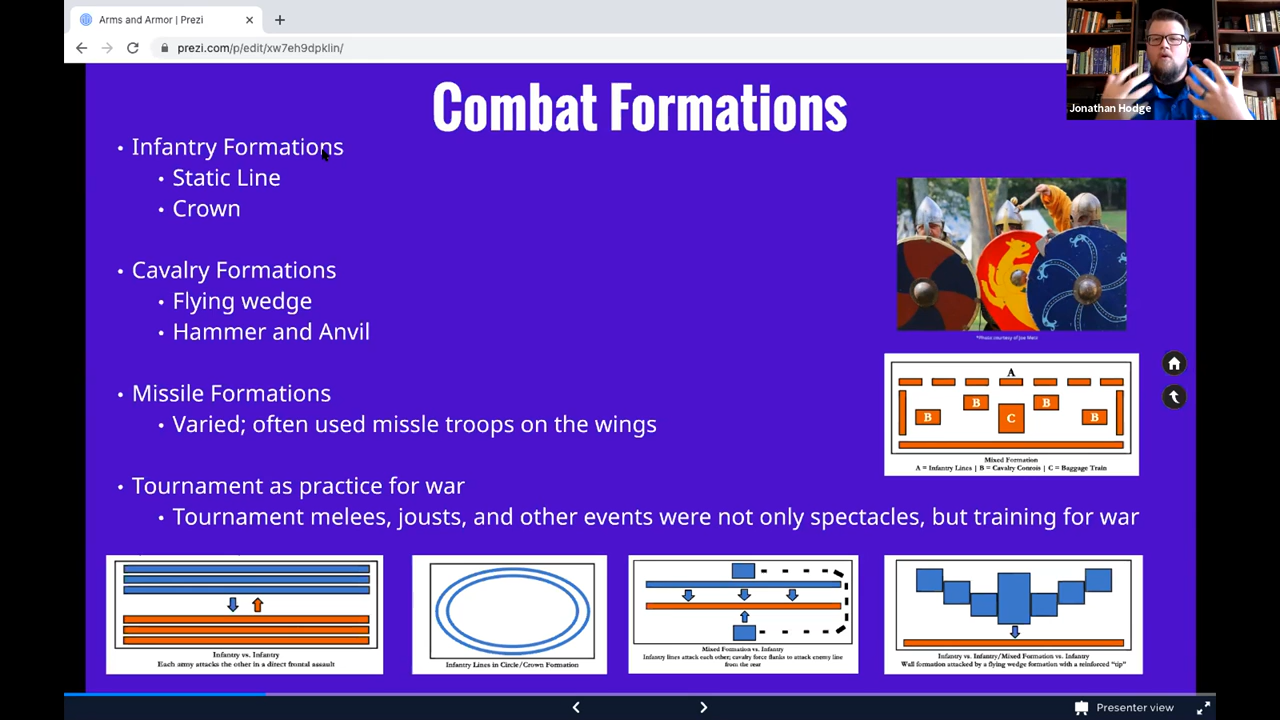 Arms and Armor | Prezi
prezi.com/p/edit/xw7eh9dpklin/
Jonathan Hodge
Combat Formations
• Infantry Formations
• Static Line
• Crown
• Cavalry Formations
• Flying wedge
• Hammer and Anvil
• Missile Formations
• Varied; often used missle troops on the wings
• Tournament as practice for war
• Tournament melees, jousts, and other events were not only spectacles, but training for war
*Photo courtesy of Joe Metz
A
B
B
B
C
B
Mixed Formation
A = Infantry Lines | B = Cavalry Conrois | C = Baggage Train
Infantry vs. Infantry
Each army attacks the other in a direct frontal assault
Infantry Lines in Circle/Crown Formation
Mixed Formation vs. Infantry
Infantry lines attack each other; cavalry force flanks to attack enemy line
from the rear
Infantry vs. Infantry/Mixed Formation vs. Infantry
Wall formation attacked by a flying wedge formation with a reinforced "tip"
Presenter view